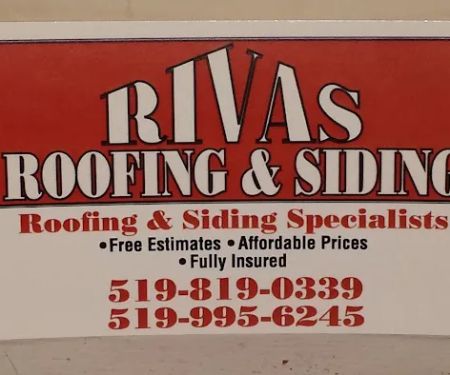 RIVAS
ROOFING & SIDING
Roofing & Siding Specialists
•Free Estimates •Affordable Prices
•Fully Insured
519-819-0339
519-995-6245